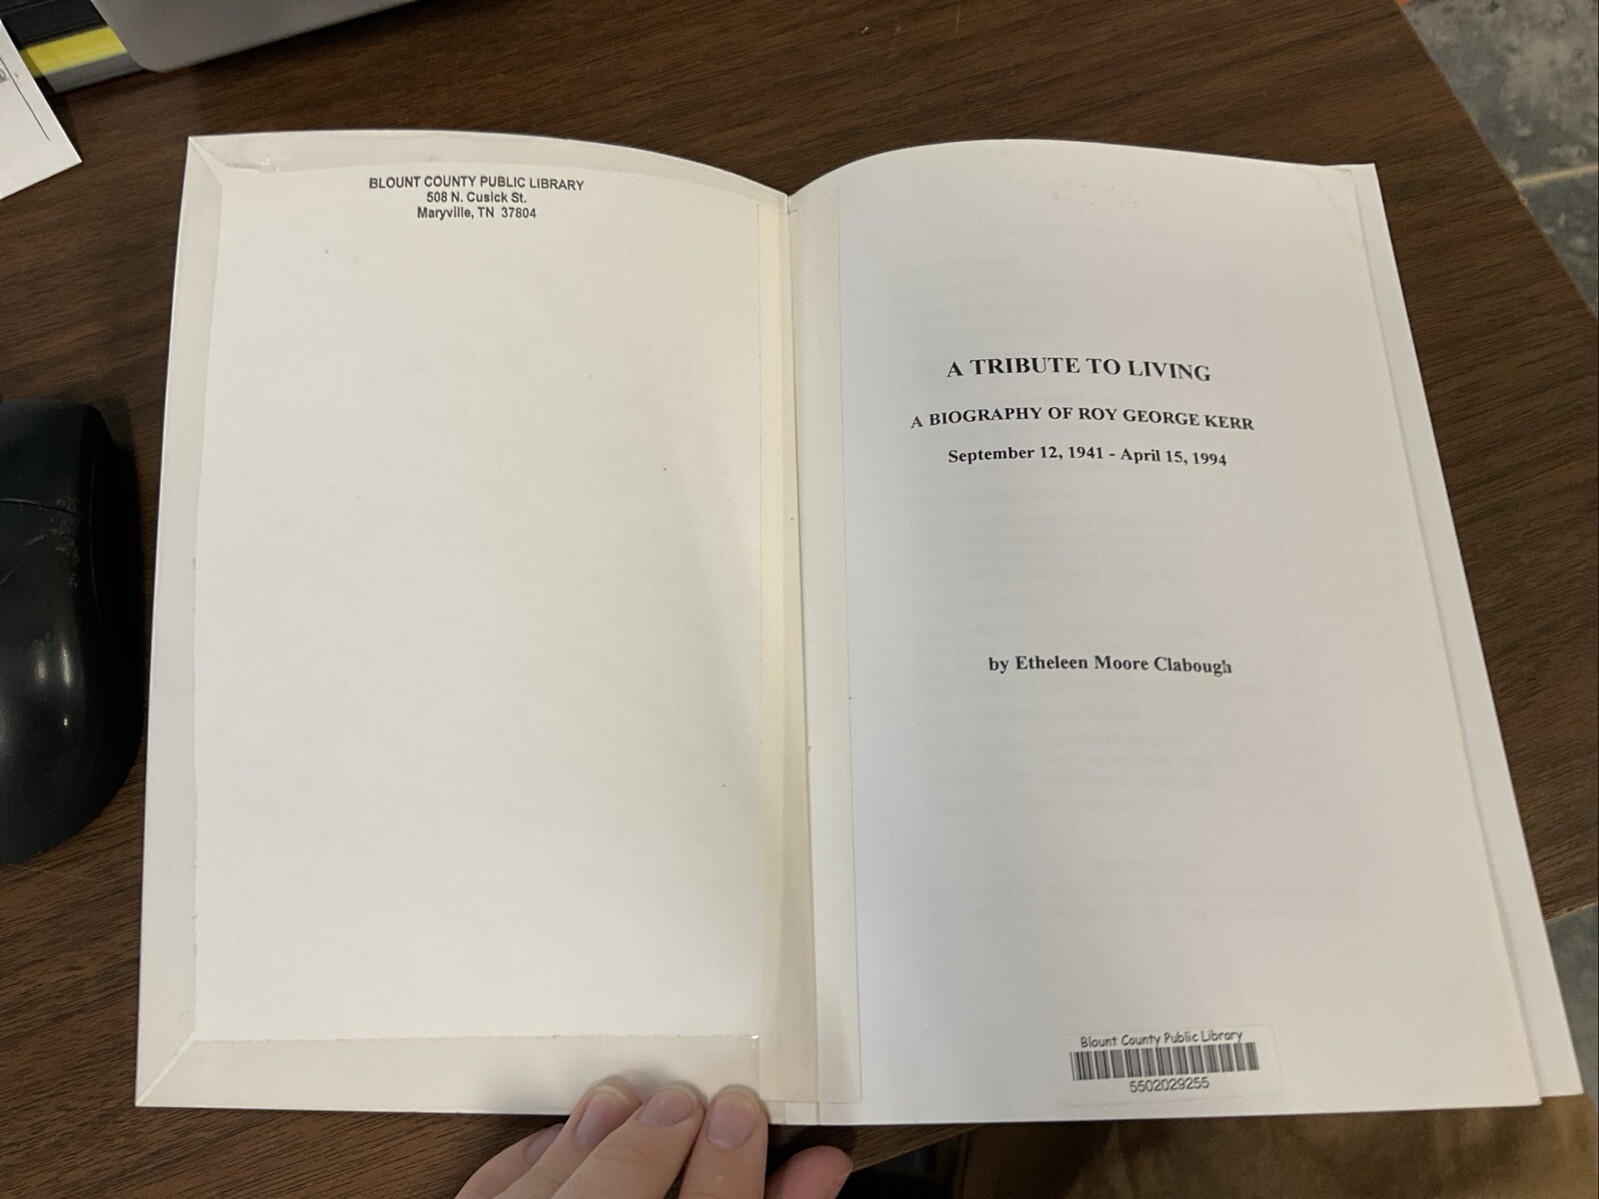 BLOUNT COUNTY PUBLIC LIBRARY
508 N. Cusick St.
Maryville, TN 37804
A TRIBUTE TO LIVING
A BIOGRAPHY OF ROY GEORGE KERR
September 12, 1941 - April 15, 1994
by Etheleen Moore Clabough
Blount County Public Library
5502029255